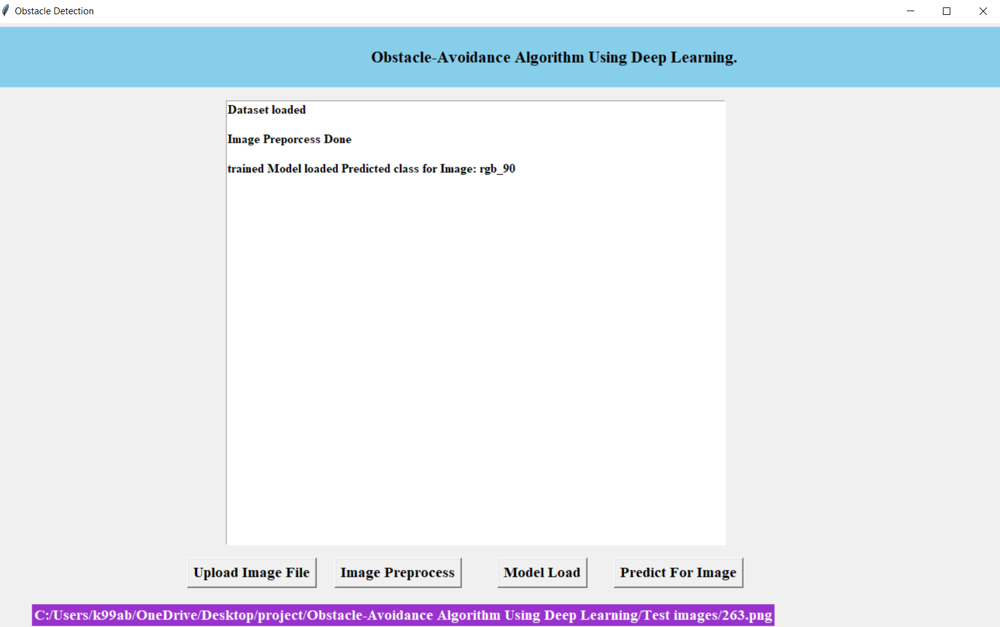 Obstacle Detection
Obstacle-Avoidance Algorithm Using Deep Learning.
Dataset loaded
Image Preporcess Done
trained Model loaded Predicted class for Image: rgb_90
Upload Image File
Image Preprocess
Model Load
Predict For Image
C:/Users/k99ab/OneDrive/Desktop/project/Obstacle-Avoidance Algorithm Using Deep Learning/Test images/263.png